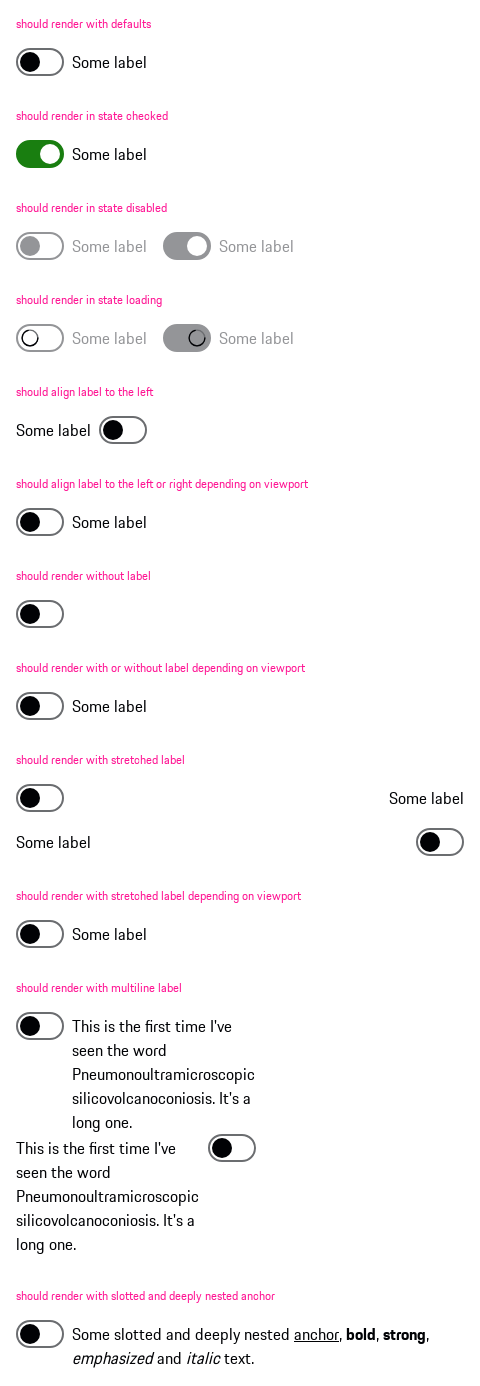 should render with defaults
Some label
should render in state checked
Some label
should render in state disabled
Some label Some label
should render in state loading
Some label Some label
should align label to the left
Some label
should align label to the left or right depending on viewport
Some label
should render without label
should render with or without label depending on viewport
Some label
should render with stretched label
Some label
Some label
should render with stretched label depending on viewport
Some label
should render with multiline label
This is the first time I've
seen the word
Pneumonoultramicroscopic
silicovolcanoconiosis. It's a
long one.
This is the first time I've
seen the word
Pneumonoultramicroscopic
silicovolcanoconiosis. It's a
long one.
should render with slotted and deeply nested anchor
Some slotted and deeply nested anchor, bold, strong,
emphasized and italic text.